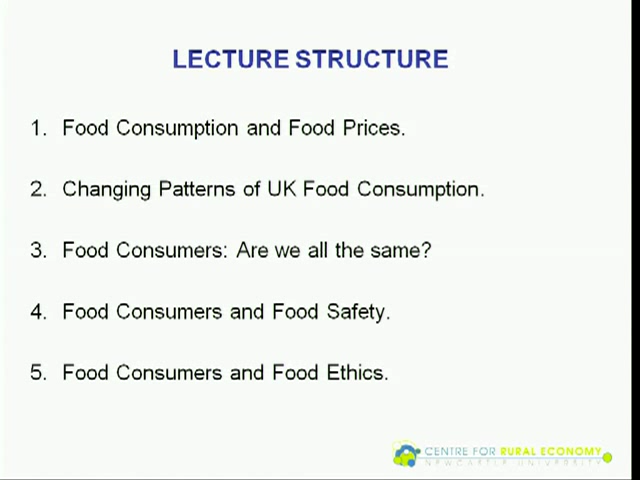 LECTURE STRUCTURE
1. Food Consumption and Food Prices.
2. Changing Patterns of UK Food Consumption.
3. Food Consumers: Are we all the same?
4. Food Consumers and Food Safety.
5. Food Consumers and Food Ethics.
CENTRE FOR RURAL ECONOMY
NEWCASTLE UNIVERSITY